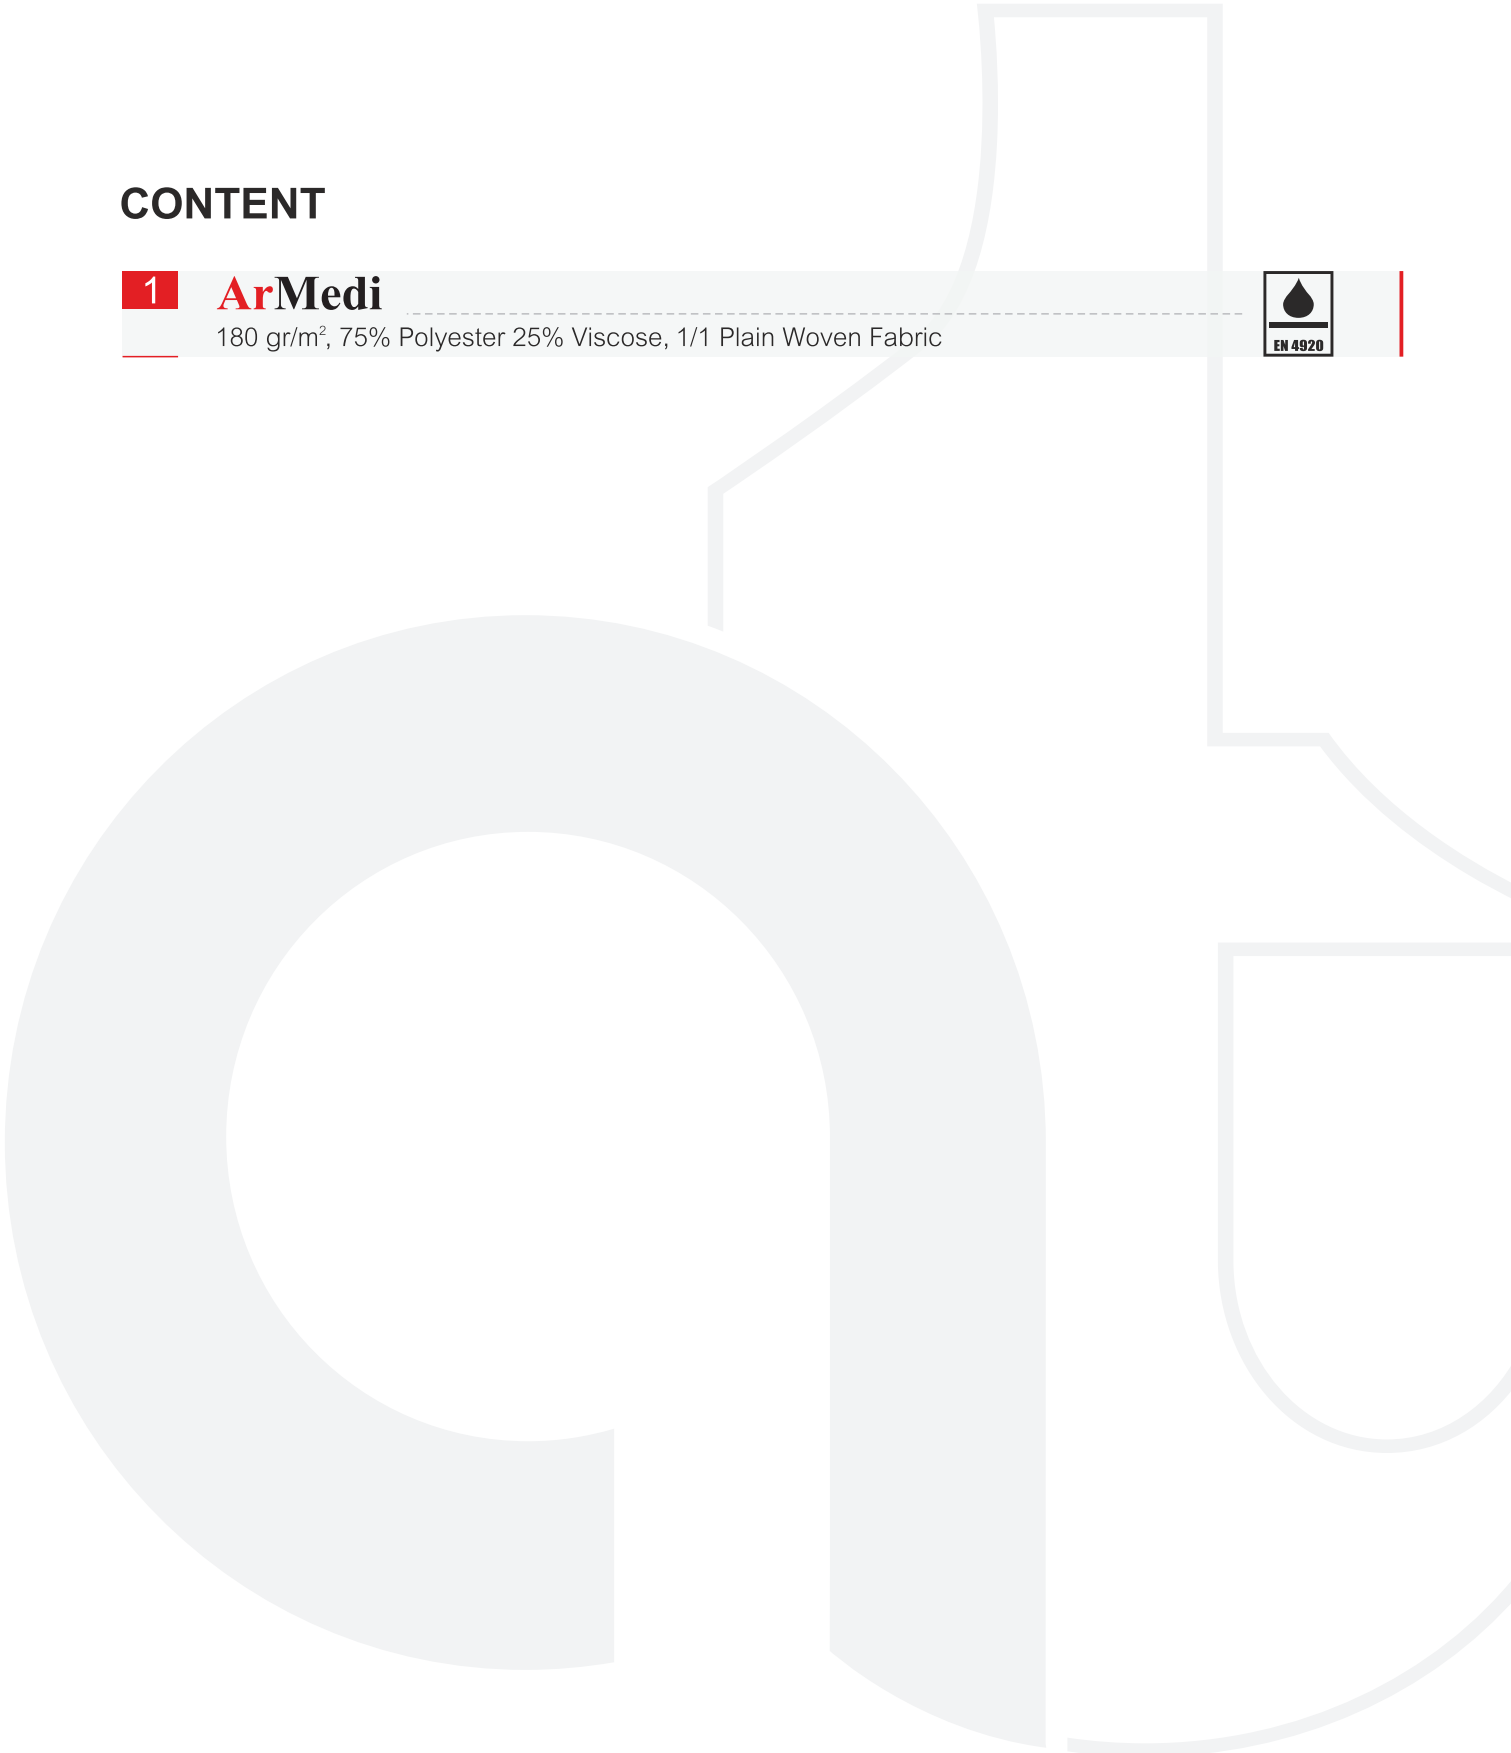 CONTENT
1
ArMedi
180 gr/m², 75% Polyester 25% Viscose, 1/1 Plain Woven Fabric
EN 4920